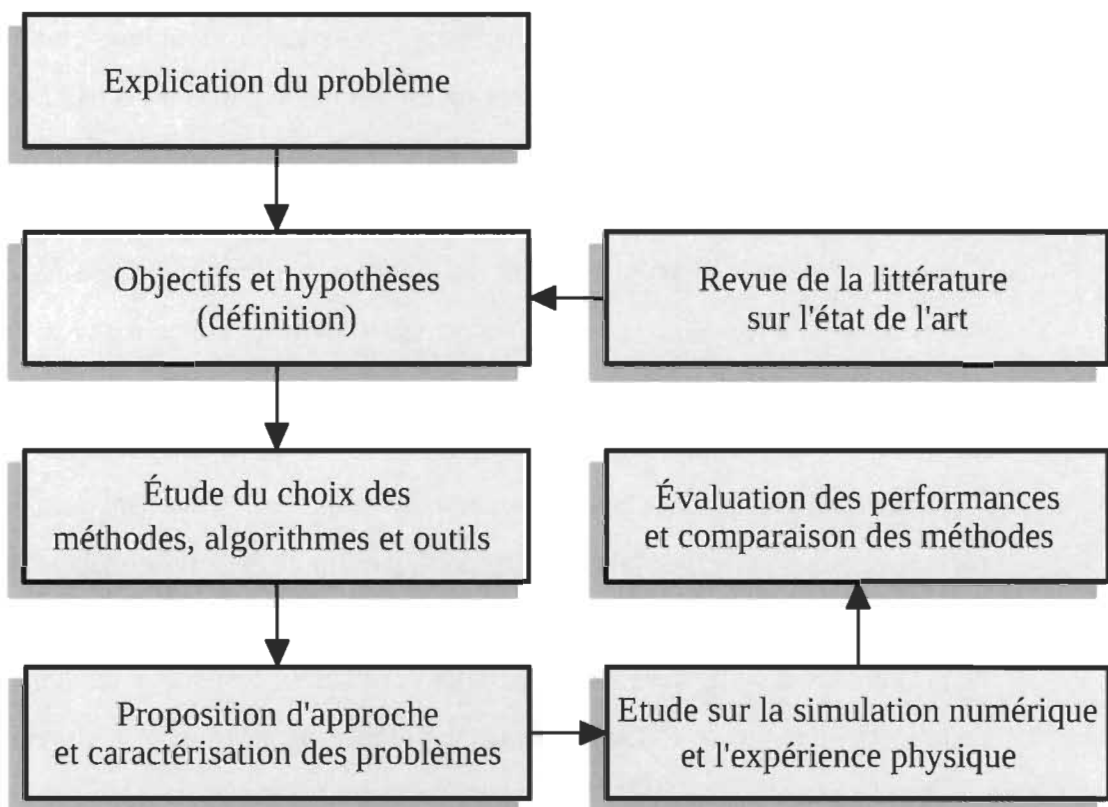 Explication du problème
Objectifs et hypothèses
(définition)
Revue de la littérature
sur l'état de l'art
Étude du choix des
méthodes, algorithmes et outils
Évaluation des performances
et comparaison des méthodes
Proposition d'approche
et caractérisation des problèmes
Etude sur la simulation numérique
et l'expérience physique